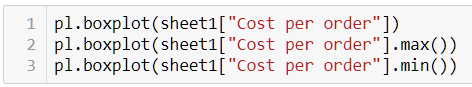 1 pl.boxplot(sheet1["Cost per order"])
2 pl.boxplot(sheet1["Cost per order"].max())
3 pl.boxplot(sheet1["Cost per order"].min())